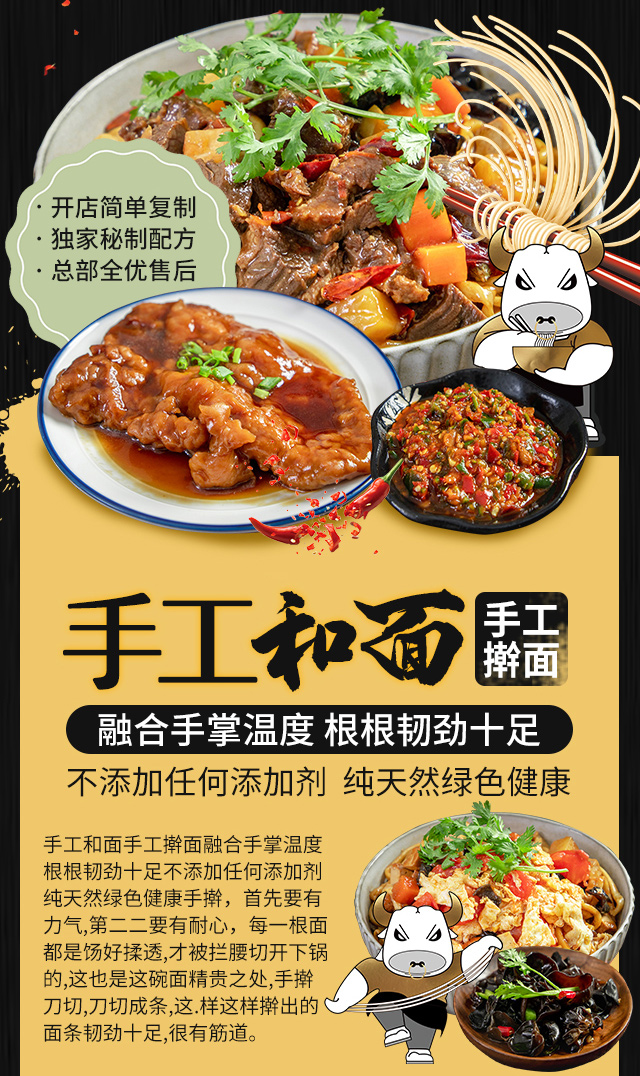 · 开店简单复制
· 独家秘制配方
· 总部全优售后
手工和面
手工
擀面
融合手掌温度 根根韧劲十足
不添加任何添加剂 纯天然绿色健康
手工和面手工擀面融合手掌温度
根根韧劲十足不添加任何添加剂
纯天然绿色健康手擀，首先要有
力气,第二二要有耐心，每一根面
都是饧好揉透,才被拦腰切开下锅
的,这也是这碗面精贵之处,手擀
刀切,刀切成条,这.样这样擀出的
面条韧劲十足,很有筋道。